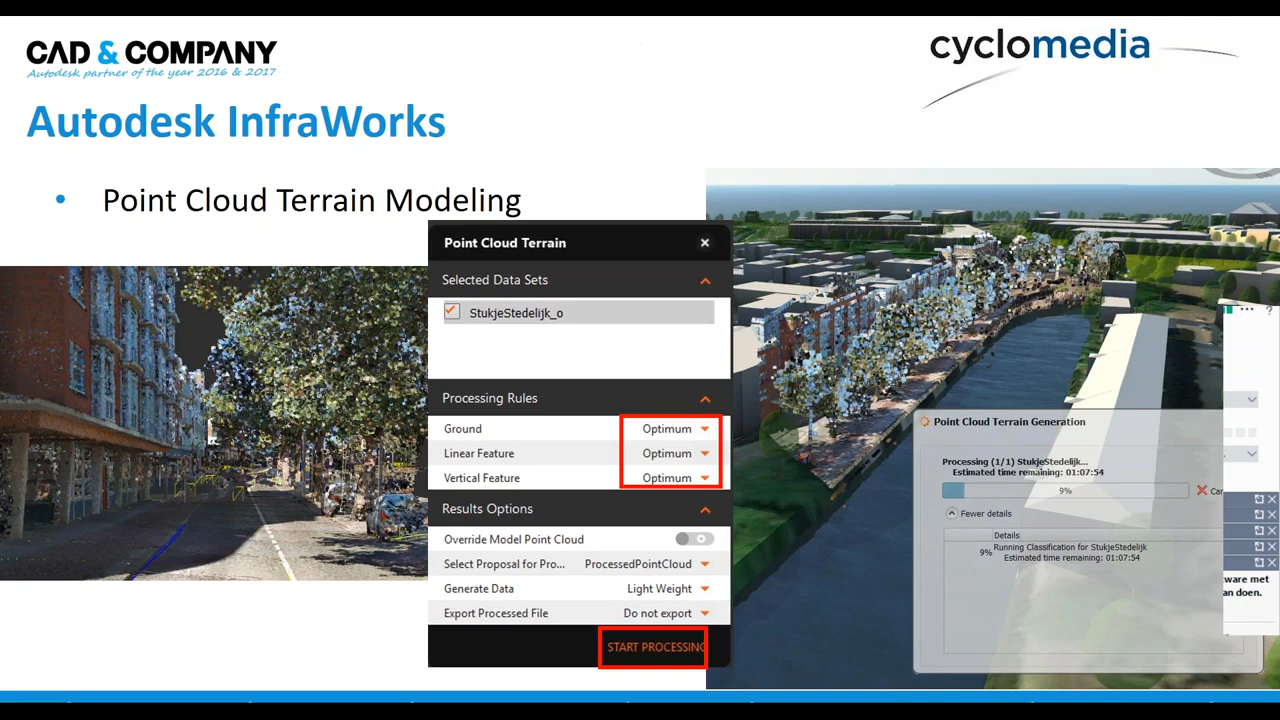 CAD & COMPANY
Autodesk partner of the year 2016 & 2017
cyclomedia
Autodesk InfraWorks
• Point Cloud Terrain Modeling
Point Cloud Terrain
Selected Data Sets
StukjeStedelijk_o
Processing Rules
Ground Optimum
Linear Feature Optimum
Vertical Feature Optimum
Results Options
Override Model Point Cloud
Select Proposal for Pro... ProcessedPointCloud
Generate Data Light Weight
Export Processed File Do not export
START PROCESSING
Point Cloud Terrain Generation
Processing (1/1) StukjeStedelijk...
Estimated time remaining: 01:07:54
9%
Can
Fewer details
Details
9% Running Classification for StukjeStedelijk
Estimated time remaining: 01:07:54
ware met
an doen.